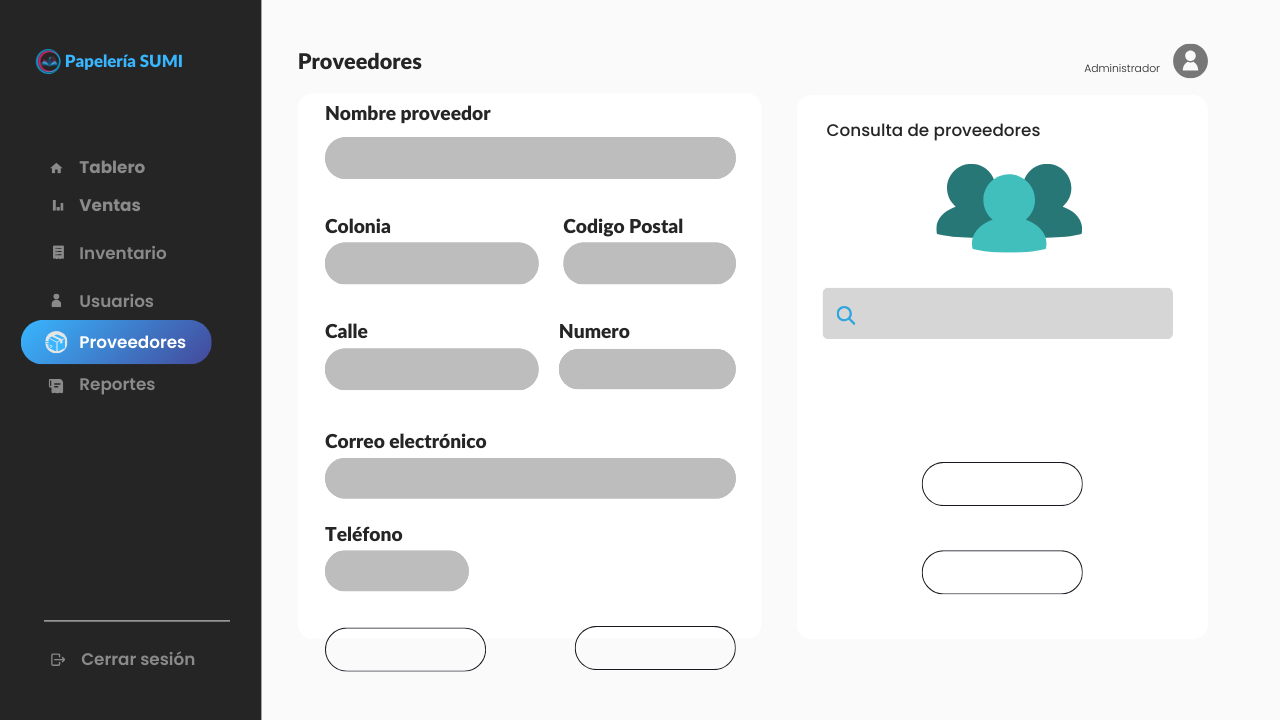 Papelería SUMI
Tablero
Ventas
Inventario
Usuarios
Proveedores
Reportes
Cerrar sesión
Proveedores
Administrador
Nombre proveedor
Colonia
Codigo Postal
Calle
Numero
Correo electrónico
Teléfono
Consulta de proveedores